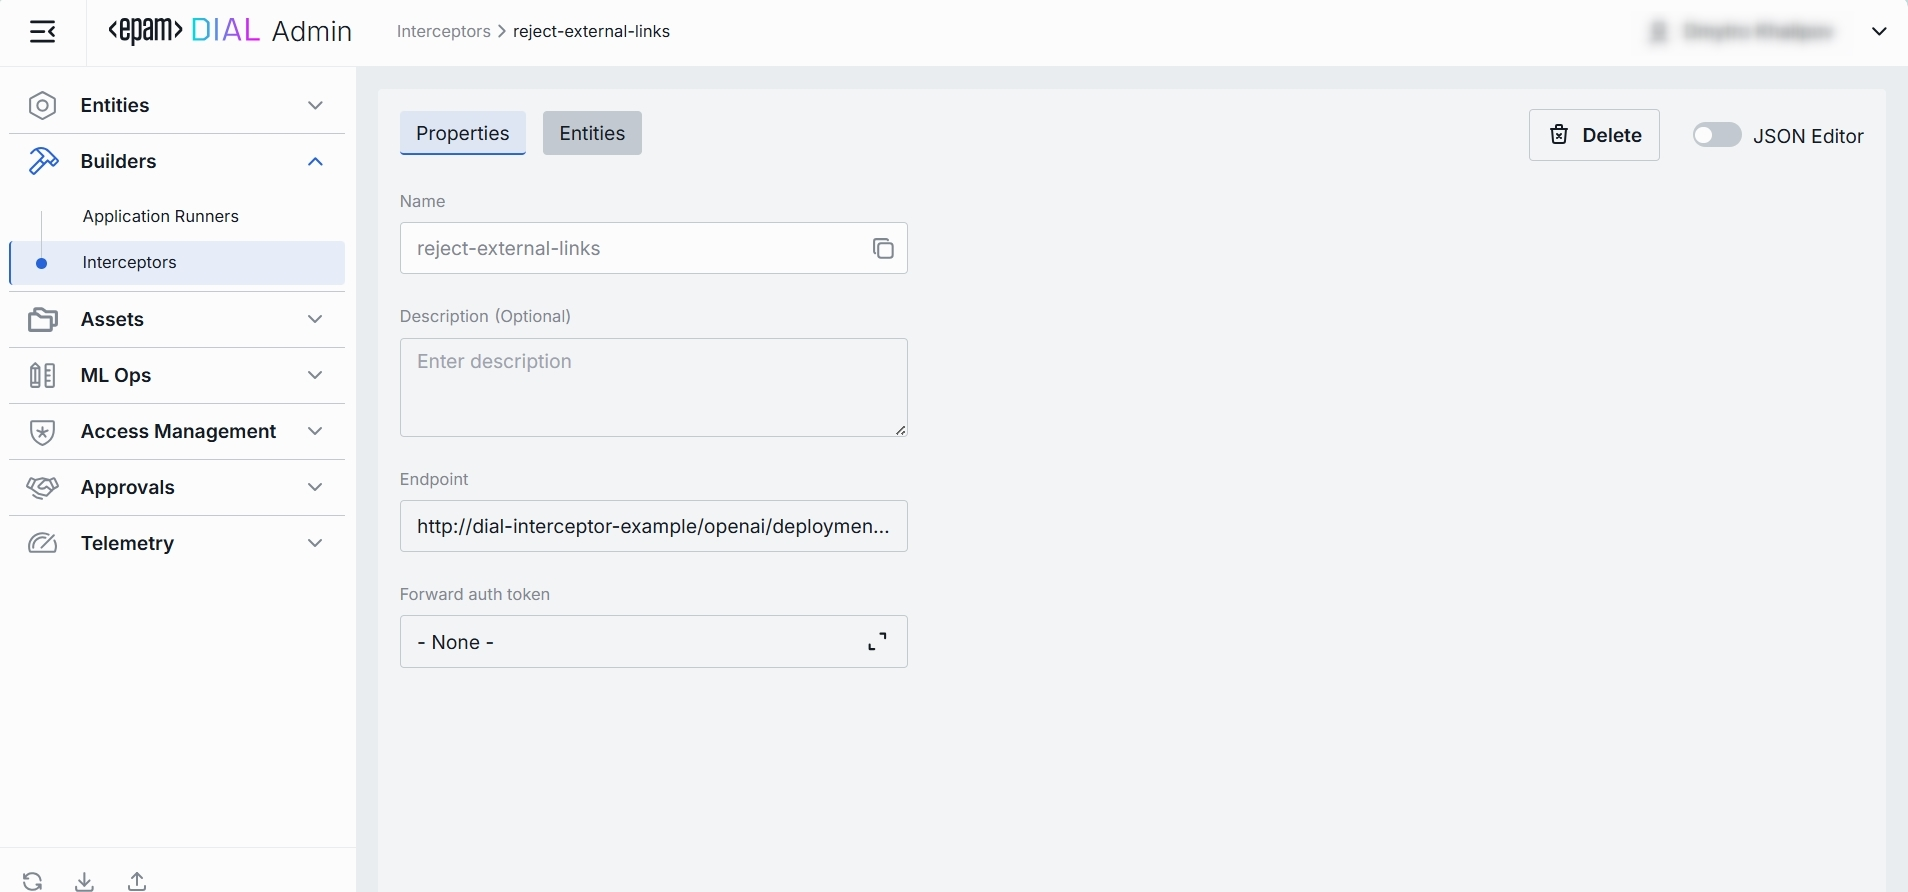 <epam> DIAL Admin
Interceptors > reject-external-links
Entities
Builders
Application Runners
Interceptors
Assets
ML Ops
Access Management
Approvals
Telemetry
Properties
Entities
Delete
JSON Editor
Name
reject-external-links
Description (Optional)
Enter description
Endpoint
http://dial-interceptor-example/openai/deploymen...
Forward auth token
- None -